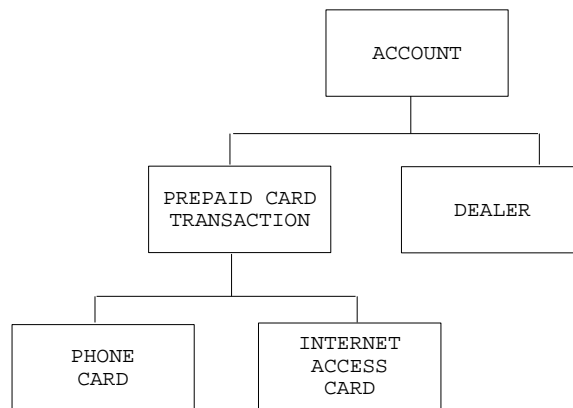 ACCOUNT
PREPAID CARD
TRANSACTION
DEALER
PHONE
CARD
INTERNET
ACCESS
CARD